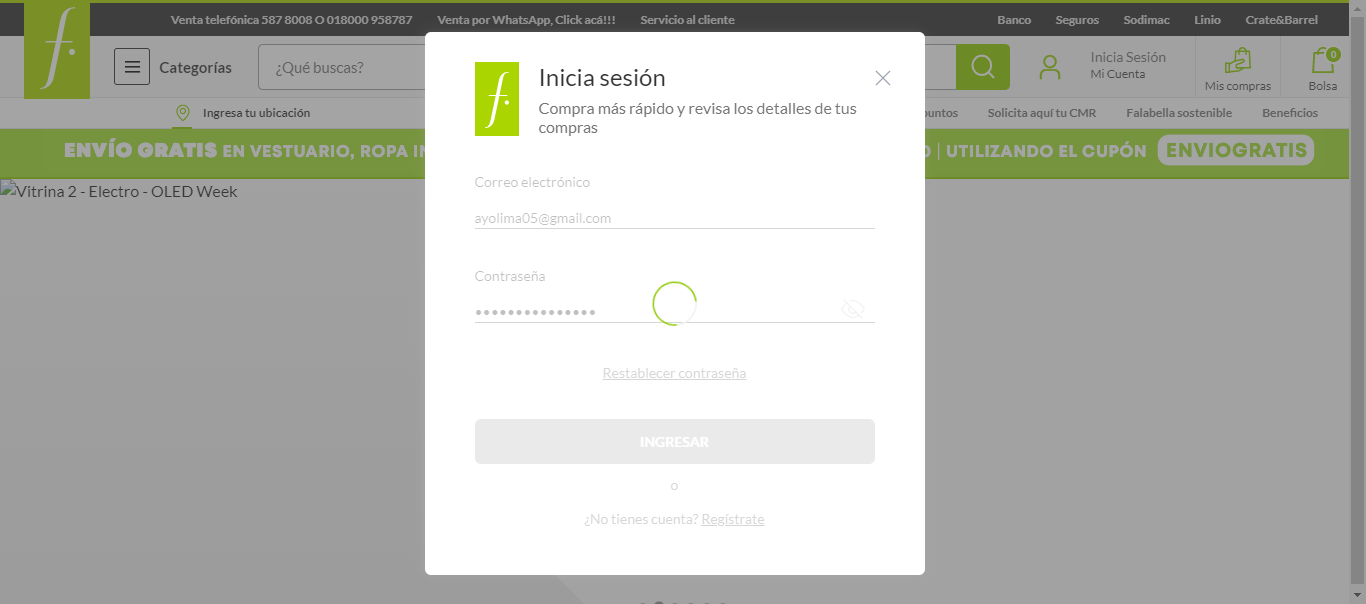 Venta telefónica 587 8008 O 018000 958787 Venta por WhatsApp, Click acá!!! Servicio al cliente Banco Seguros Sodimac Linio Crate&Barrel
f.
Categorías
¿Qué buscas?
Inicia Sesión
Mi Cuenta
Mis compras
0
Bolsa
Ingresa tu ubicación
Solicita aquí tu CMR Falabella sostenible Beneficios
ENVÍO GRATIS EN VESTUARIO, ROPA
| UTILIZANDO EL CUPÓN ENVIOGRATIS
Vitrina 2 - Electro - OLED Week
f.
Inicia sesión
Compra más rápido y revisa los detalles de tus
compras
Correo electrónico
ayolima05@gmail.com
Contraseña
•••••••••••••••
Restablecer contraseña
INGRESAR
o
¿No tienes cuenta? Regístrate